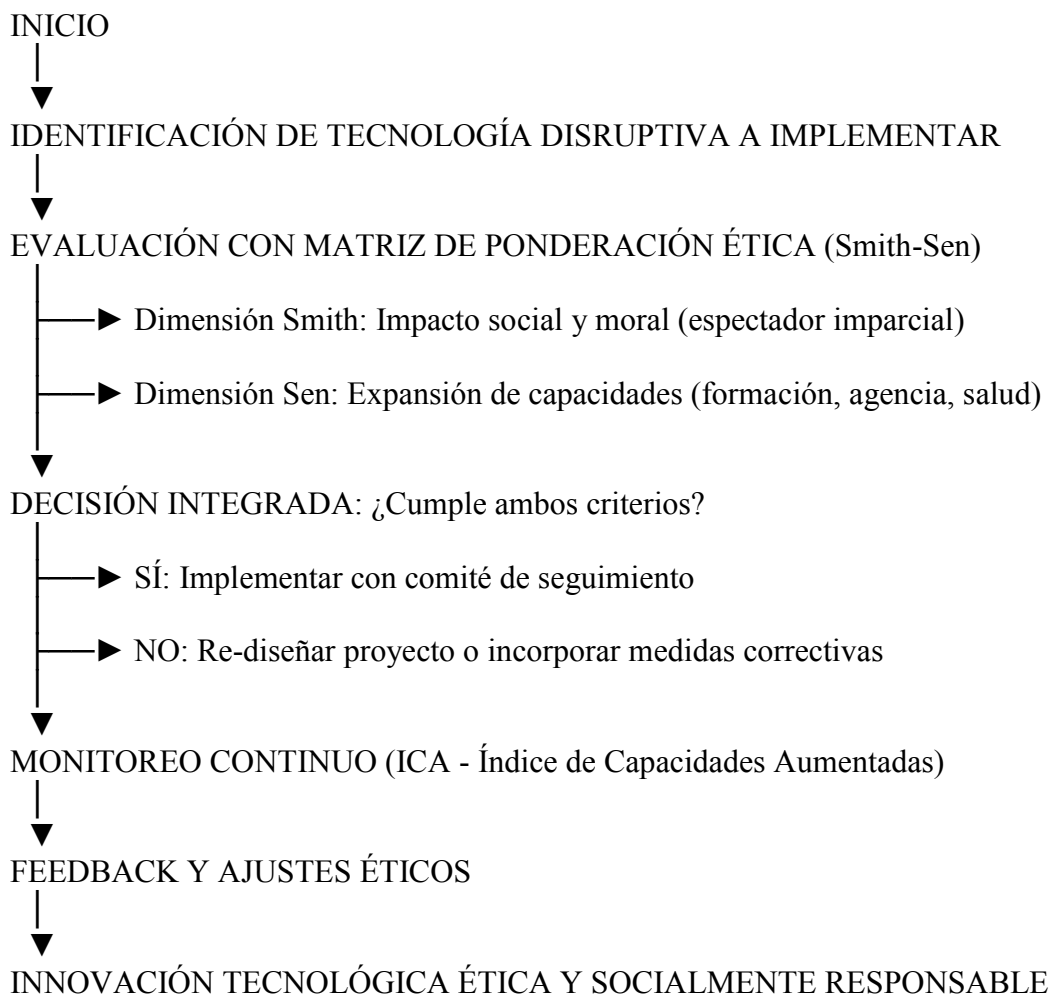 INICIO
IDENTIFICACIÓN DE TECNOLOGÍA DISRUPTIVA A IMPLEMENTAR
EVALUACIÓN CON MATRIZ DE PONDERACIÓN ÉTICA (Smith-Sen)
Dimensión Smith: Impacto social y moral (espectador imparcial)
Dimensión Sen: Expansión de capacidades (formación, agencia, salud)
DECISIÓN INTEGRADA: ¿Cumple ambos criterios?
SÍ: Implementar con comité de seguimiento
NO: Re-diseñar proyecto o incorporar medidas correctivas
MONITOREO CONTINUO (ICA - Índice de Capacidades Aumentadas)
FEEDBACK Y AJUSTES ÉTICOS
INNOVACIÓN TECNOLÓGICA ÉTICA Y SOCIALMENTE RESPONSABLE